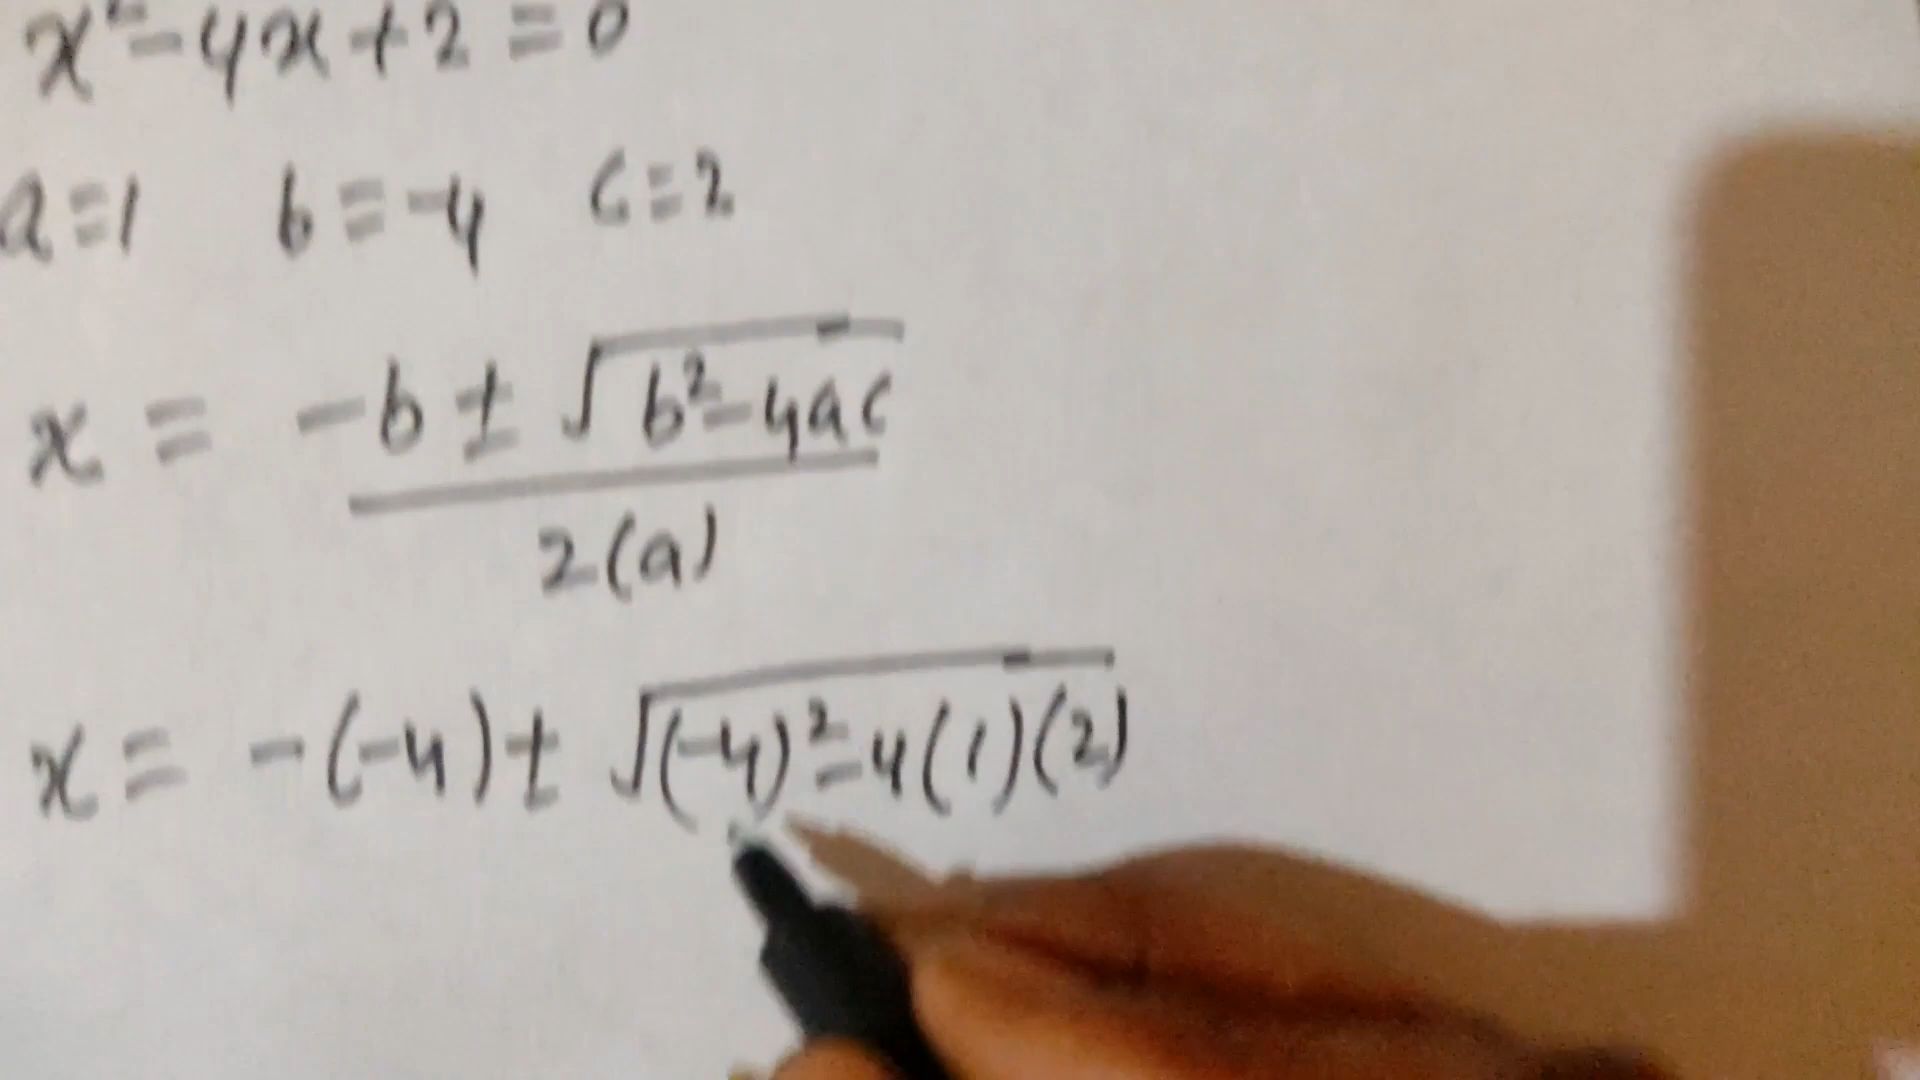 x²-4x+2=0
a=1 b=-4 c=2
x = -b ± √b²-4ac
2(a)
x = -(-4) ± √(-4)²-4(1)(2)